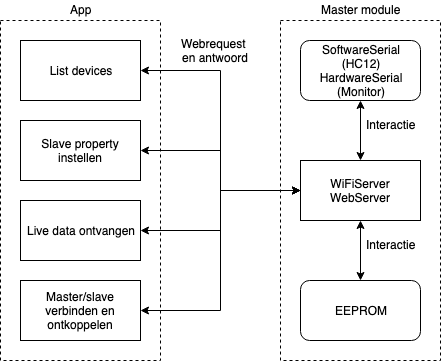 App
Master module
Webrequest
en antwoord
List devices
Slave property
instellen
Live data ontvangen
Master/slave
verbinden en
ontkoppelen
SoftwareSerial
(HC12)
HardwareSerial
(Monitor)
Interactie
WiFiServer
WebServer
Interactie
EEPROM